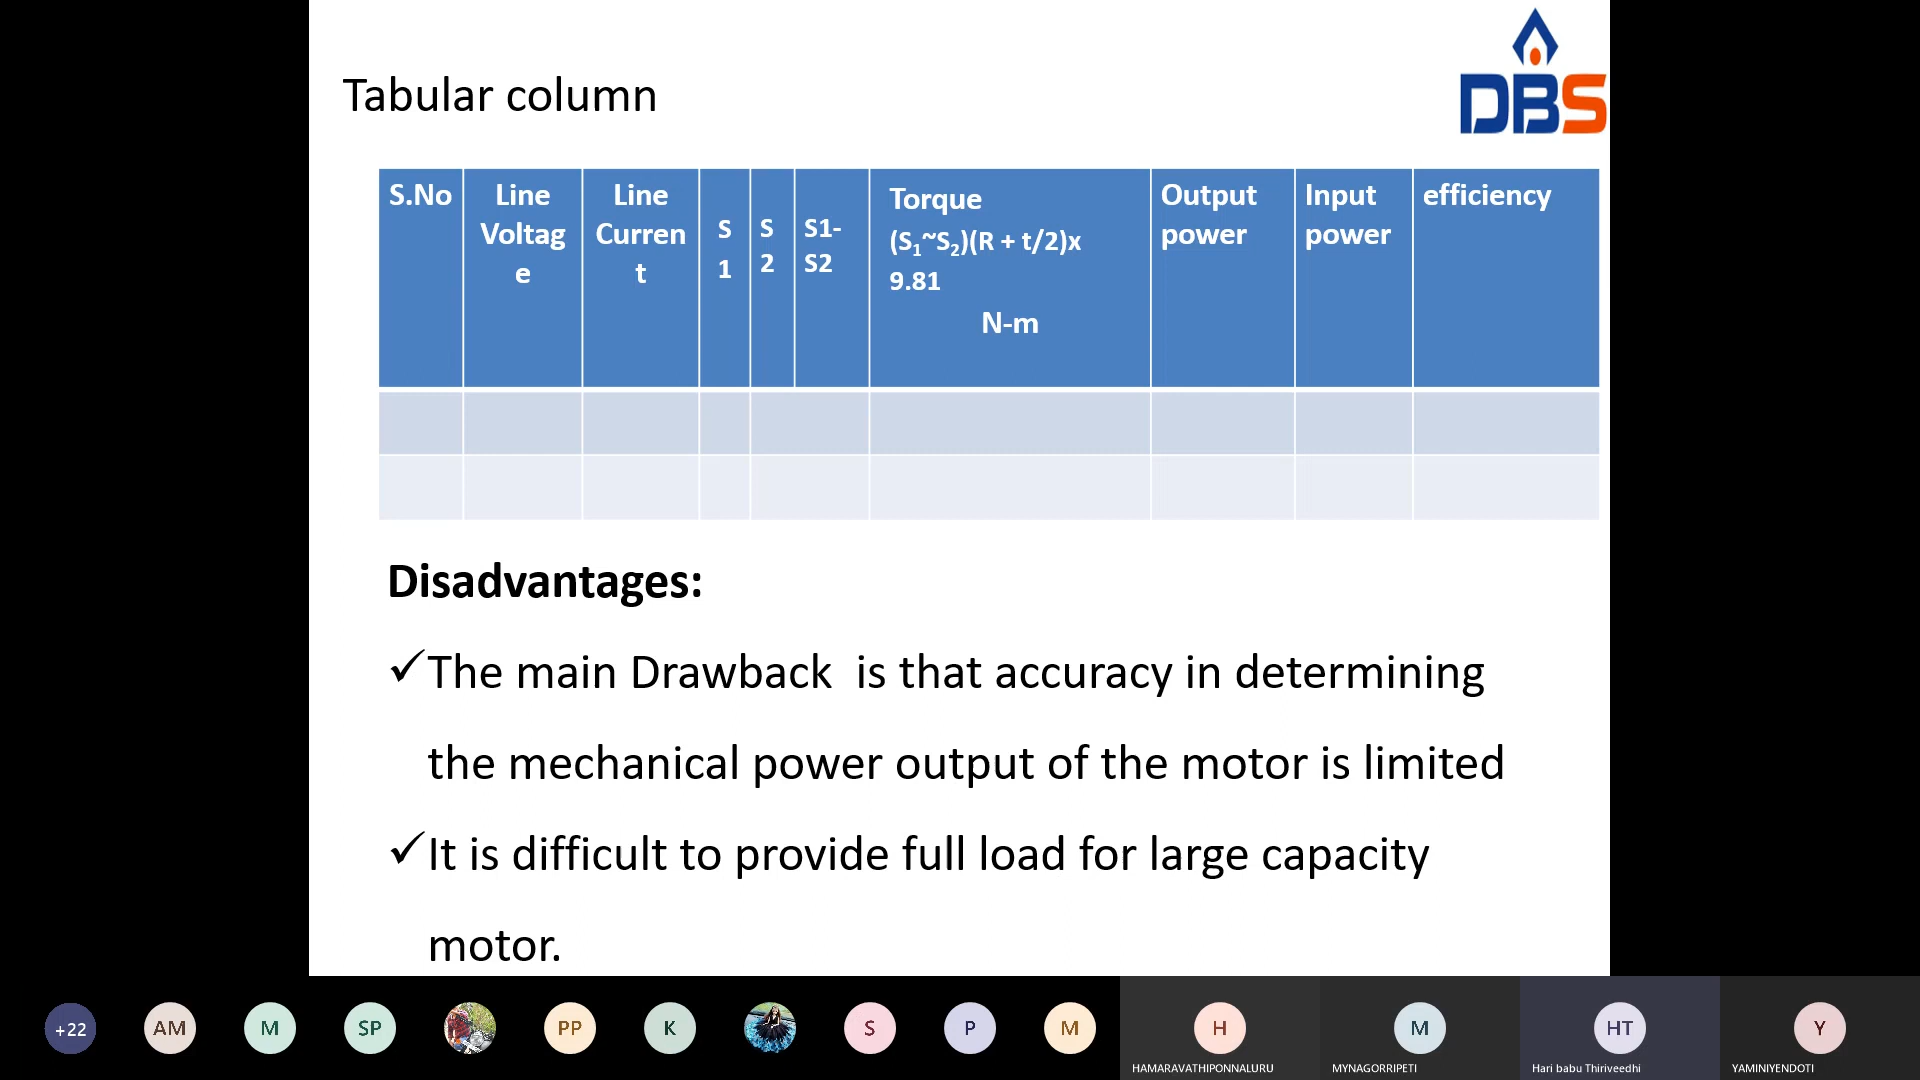 Tabular column
DBS
S.No
Line
Voltag
e
Line
Curren
t
S
1
S
2
S1-
S2
Torque
(S1~S2)(R + t/2)x
9.81
N-m
Output
power
Input
power
efficiency
Disadvantages:
✓The main Drawback  is that accuracy in determining
the mechanical power output of the motor is limited
✓It is difficult to provide full load for large capacity
motor.
+22
AM
M
SP
PP
K
S
P
M
H
HAMARAVATHIPONNALURU
M
MYNAGORRIPETI
HT
Hari babu Thiriveedhi
Y
YAMINIYENDOTI